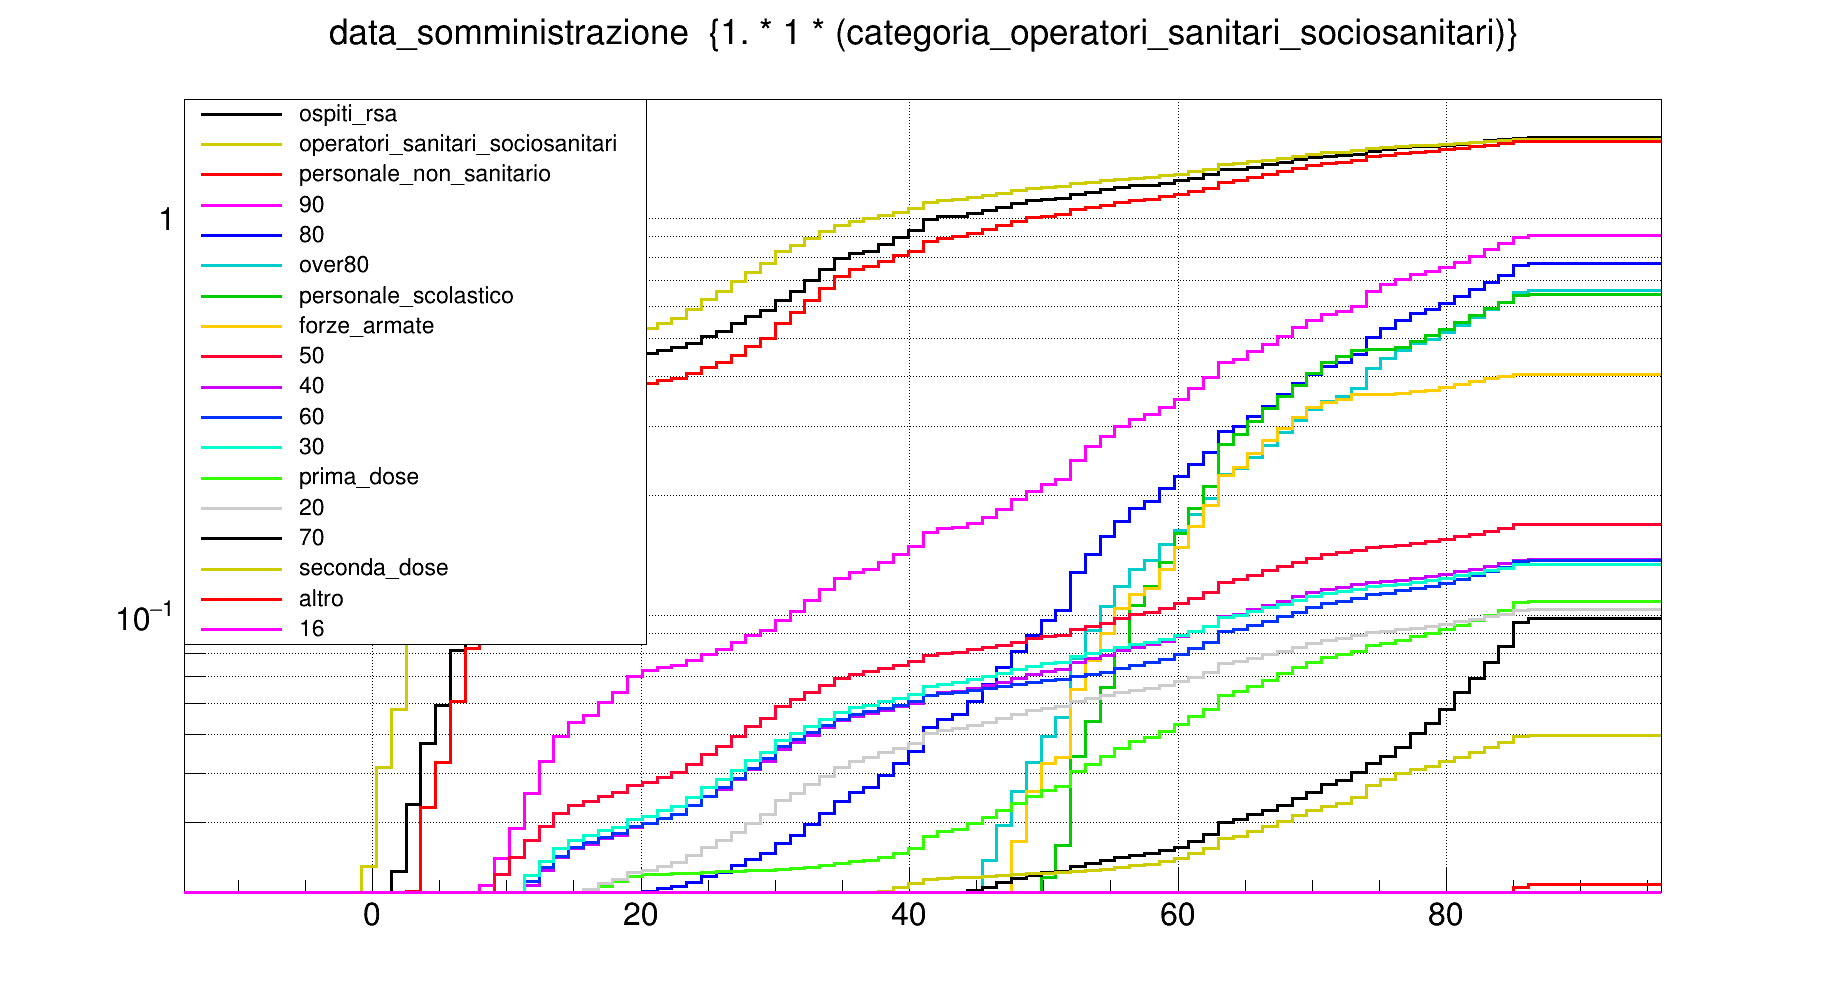 data_somministrazione {1. * 1 * (categoria_operatori_sanitari_sociosanitari)}
ospiti_rsa
operatori_sanitari_sociosanitari
personale_non_sanitario
90
80
over80
personale_scolastico
forze_armate
50
40
60
30
prima_dose
20
70
seconda_dose
altro
16
1
10−1
0 20 40 60 80